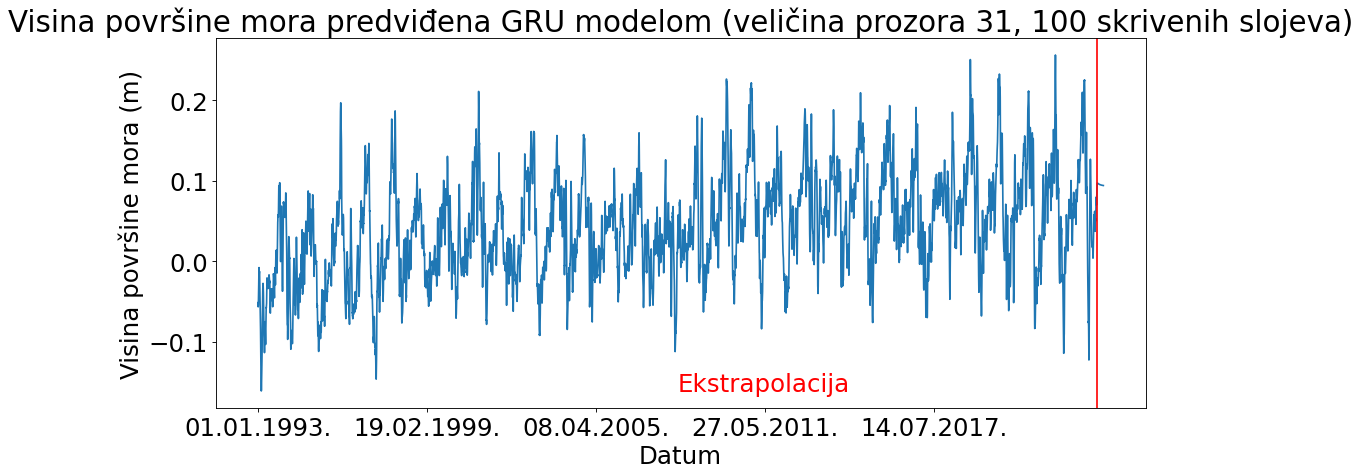 Visina površine mora predviđena GRU modelom (veličina prozora 31, 100 skrivenih slojeva)
Visina površine mora (m)
0.2
0.1
0.0
−0.1
Ekstrapolacija
01.01.1993. 19.02.1999. 08.04.2005. 27.05.2011. 14.07.2017.
Datum